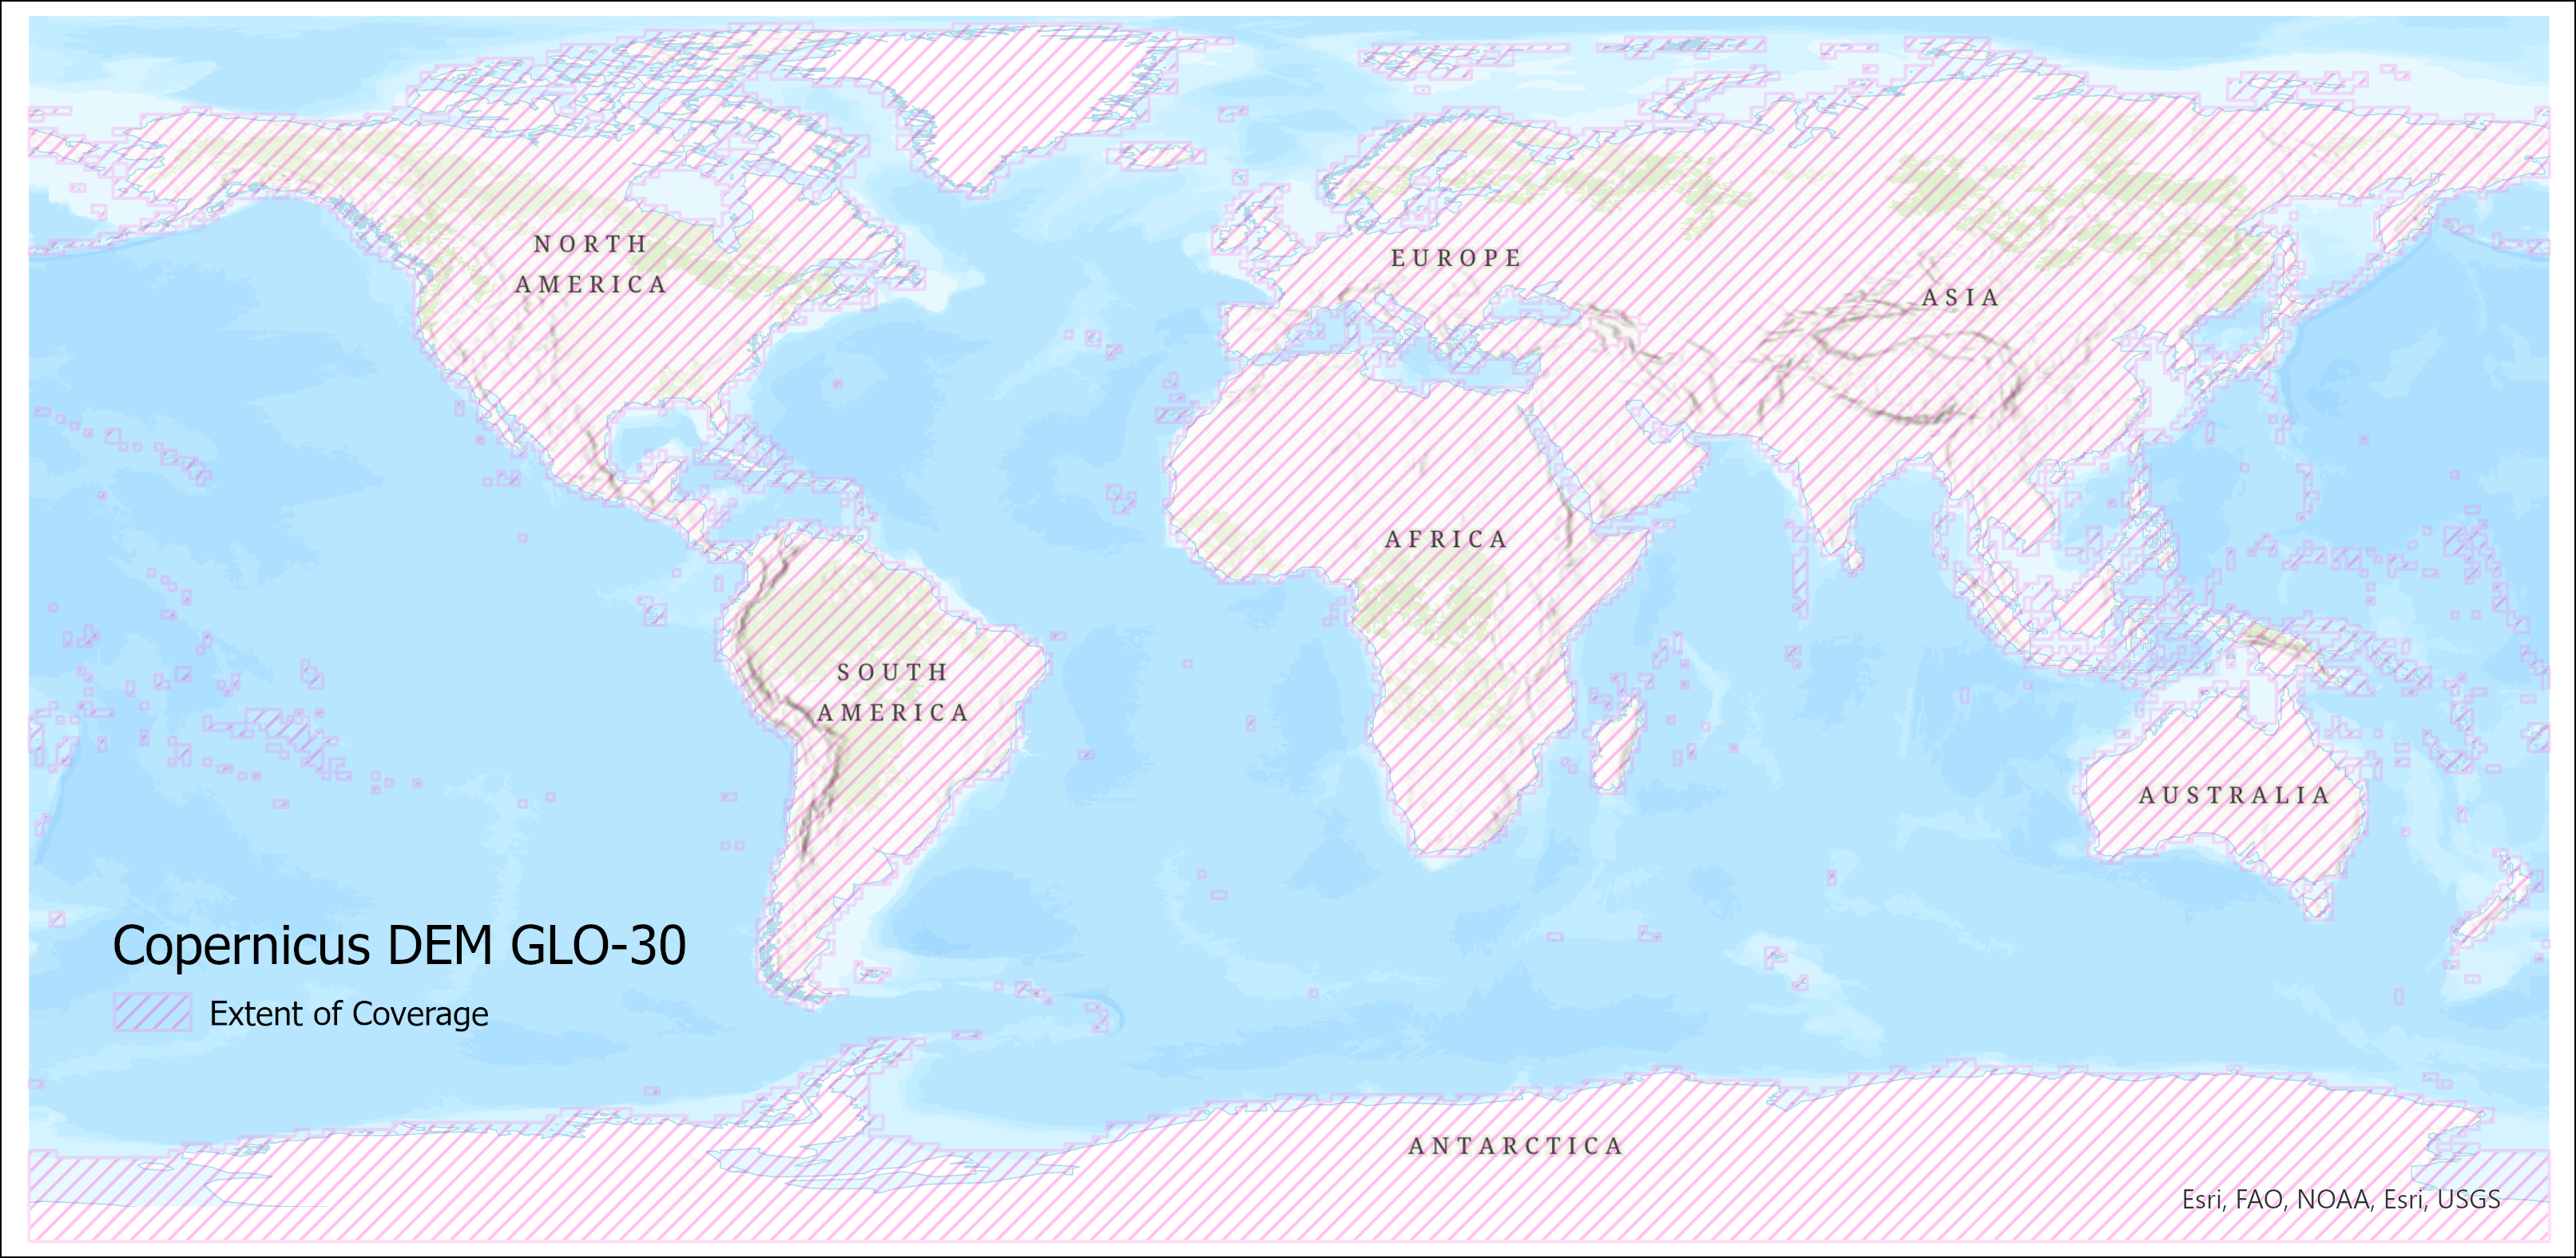 NORTH
AMERICA
EUROPE
ASIA
AFRICA
SOUTH
AMERICA
AUSTRALIA
Copernicus DEM GLO-30
Extent of Coverage
ANTARCTICA
Esri, FAO, NOAA, Esri, USGS